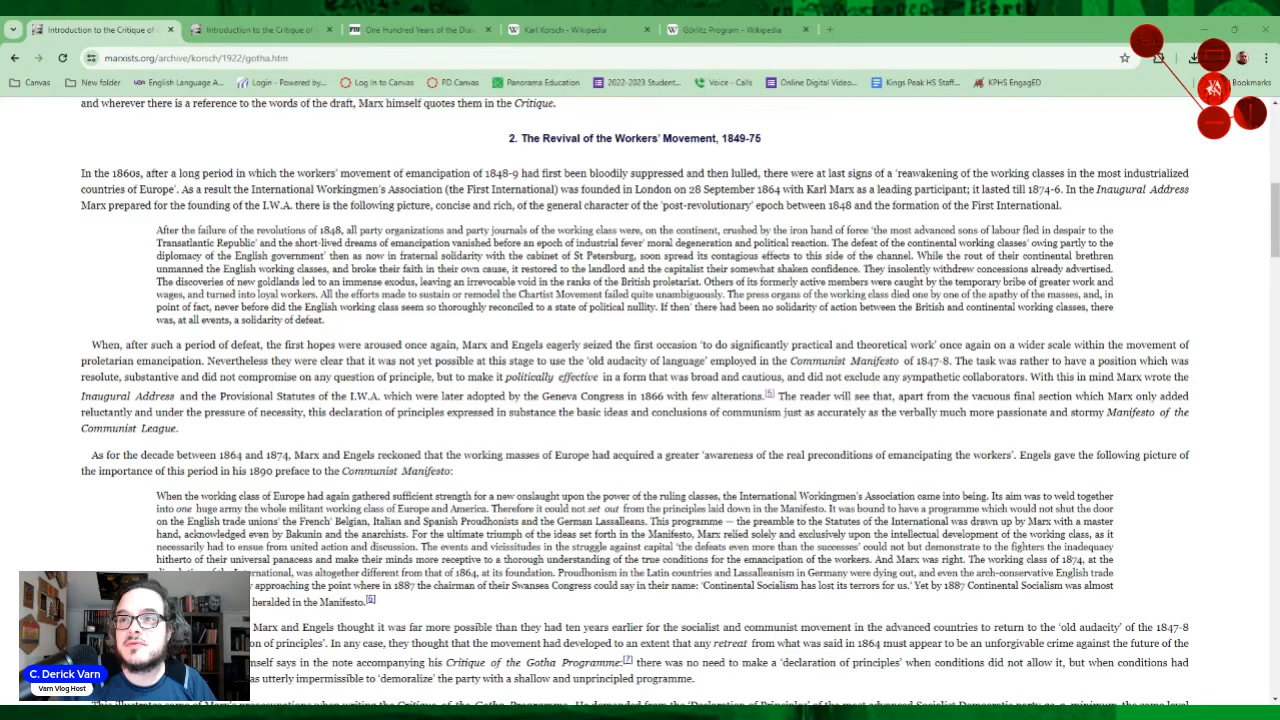 Introduction to the Critique of
Introduction to the Critique of
One Hundred Years of the Dia
Karl Korsch - Wikipedia
Görlitz Program - Wikipedia
marxists.org/archive/korsch/1922/gotha.htm
Canvas
New folder
English Language A...
Login - Powered by...
Log In to Canvas
PD Canvas
Panorama Education
2022-2023 Student...
Voice - Calls
Online Digital Video...
Kings Peak HS Staff...
KPHS EngagED
Bookmarks
and wherever there is a reference to the words of the draft, Marx himself quotes them in the Critique.
2. The Revival of the Workers' Movement, 1849-75
In the 1860s, after a long period in which the workers' movement of emancipation of 1848-9 had first been bloodily suppressed and then lulled, there were at last signs of a 'reawakening of the working classes in the most industrialized
countries of Europe'. As a result the International Workingmen's Association (the First International) was founded in London on 28 September 1864 with Karl Marx as a leading participant; it lasted till 1874-6. In the Inaugural Address
Marx prepared for the founding of the I.W.A. there is the following picture, concise and rich, of the general character of the 'post-revolutionary' epoch between 1848 and the formation of the First International.
After the failure of the revolutions of 1848, all party organizations and party journals of the working class were, on the continent, crushed by the iron hand of force 'the most advanced sons of labour fled in despair to the
Transatlantic Republic' and the short-lived dreams of emancipation vanished before an epoch of industrial fever' moral degeneration and political reaction. The defeat of the continental working classes' owing partly to the
diplomacy of the English government' then as now in fraternal solidarity with the cabinet of St Petersburg, soon spread its contagious effects to this side of the channel. While the rout of their continental brethren
unmanned the English working classes, and broke their faith in their own cause, it restored to the landlord and the capitalist their somewhat shaken confidence. They insolently withdrew concessions already advertised.
The discoveries of new goldlands led to an immense exodus, leaving an irrevocable void in the ranks of the British proletariat. Others of its formerly active members were caught by the temporary bribe of greater work and
wages, and turned into loyal workers. All the efforts made to sustain or remodel the Chartist Movement failed quite unambiguously. The press organs of the working class died one by one of the apathy of the masses, and, in
point of fact, never before did the English working class seem so thoroughly reconciled to a state of political nullity. If then' there had been no solidarity of action between the British and continental working classes, there
was, at all events, a solidarity of defeat.
When, after such a period of defeat, the first hopes were aroused once again, Marx and Engels eagerly seized the first occasion 'to do significantly practical and theoretical work' once again on a wider scale within the movement of
proletarian emancipation. Nevertheless they were clear that it was not yet possible at this stage to use the 'old audacity of language' employed in the Communist Manifesto of 1847-8. The task was rather to have a position which was
resolute, substantive and did not compromise on any question of principle, but to make it politically effective in a form that was broad and cautious, and did not exclude any sympathetic collaborators. With this in mind Marx wrote the
Inaugural Address and the Provisional Statutes of the I.W.A. which were later adopted by the Geneva Congress in 1866 with few alterations.[5] The reader will see that, apart from the vacuous final section which Marx only added
reluctantly and under the pressure of necessity, this declaration of principles expressed in substance the basic ideas and conclusions of communism just as accurately as the verbally much more passionate and stormy Manifesto of the
Communist League.
As for the decade between 1864 and 1874, Marx and Engels reckoned that the working masses of Europe had acquired a greater 'awareness of the real preconditions of emancipating the workers'. Engels gave the following picture of
the importance of this period in his 1890 preface to the Communist Manifesto:
When the working class of Europe had again gathered sufficient strength for a new onslaught upon the power of the ruling classes, the International Workingmen's Association came into being. Its aim was to weld together
into one huge army the whole militant working class of Europe and America. Therefore it could not set out from the principles laid down in the Manifesto. It was bound to have a programme which would not shut the door
on the English trade unions' the French' Belgian, Italian and Spanish Proudhonists and the German Lassalleans. This programme — the preamble to the Statutes of the International was drawn up by Marx with a master
hand, acknowledged even by Bakunin and the anarchists. For the ultimate triumph of the ideas set forth in the Manifesto, Marx relied solely and exclusively upon the intellectual development of the working class, as it
necessarily had to ensue from united action and discussion. The events and vicissitudes in the struggle against capital 'the defeats even more than the successes' could not but demonstrate to the fighters the inadequacy
hitherto of their universal panaceas and make their minds more receptive to a thorough understanding of the true conditions for the emancipation of the workers. And Marx was right. The working class of 1874, at the
International, was altogether different from that of 1864, at its foundation. Proudhonism in the Latin countries and Lassalleanism in Germany were dying out, and even the arch-conservative English trade
approaching the point where in 1887 the chairman of their Swansea Congress could say in their name: 'Continental Socialism has lost its terrors for us.' Yet by 1887 Continental Socialism was almost
heralded in the Manifesto.[6]
Marx and Engels thought it was far more possible than they had ten years earlier for the socialist and communist movement in the advanced countries to return to the 'old audacity' of the 1847-8
of principles'. In any case, they thought that the movement had developed to an extent that any retreat from what was said in 1864 must appear to be an unforgivable crime against the future of the
says in the note accompanying his Critique of the Gotha Programme:[7] there was no need to make a 'declaration of principles' when conditions did not allow it, but when conditions had
was utterly impermissible to 'demoralize' the party with a shallow and unprincipled programme.
C. Derick Varn
Varn Vlog Host